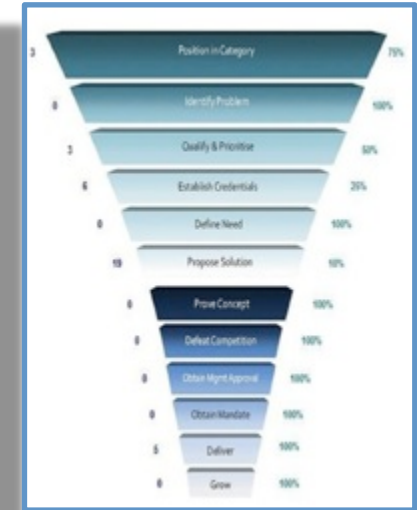 3 Position in Category 75%
0 Identify Problem 100%
3 Qualify & Prioritise 50%
6 Establish Credentials 25%
0 Define Need 100%
19 Propose Solution 10%
0 Prove Concept 100%
0 Defeat Competition 100%
0 Obtain Mgmt Approval 100%
0 Obtain Mandate 100%
5 Deliver 100%
0 Grow 100%